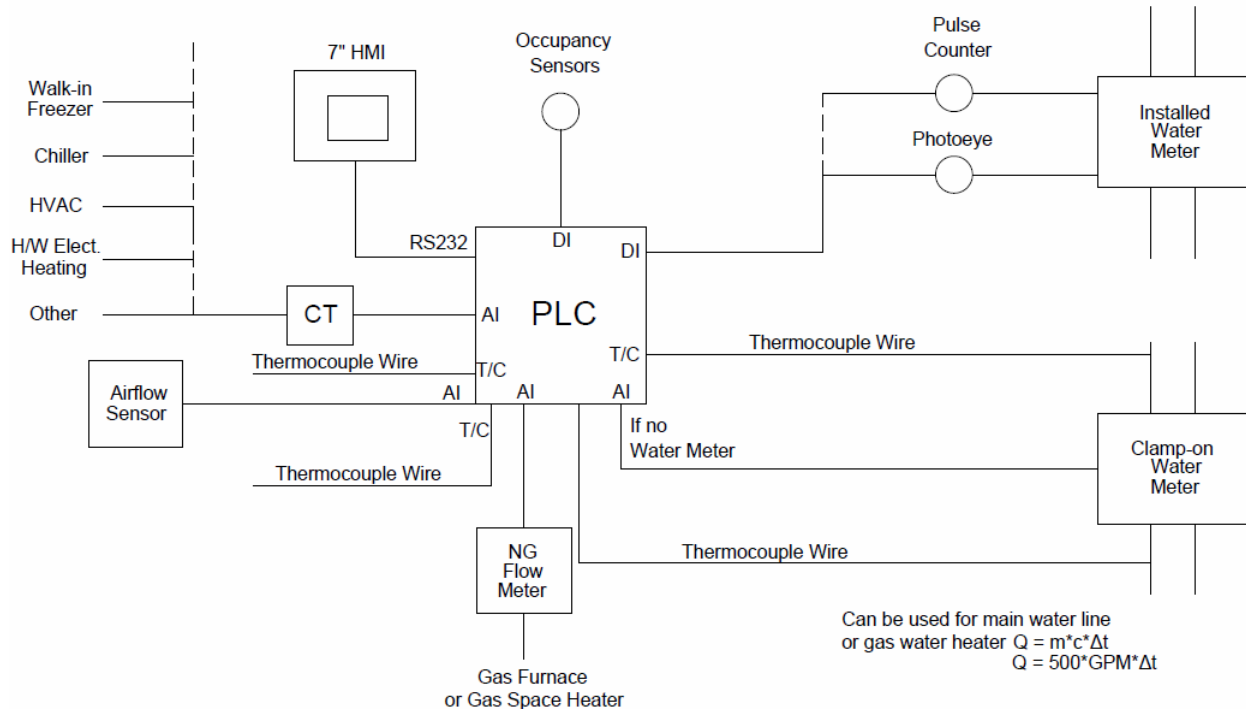 7" HMI
Occupancy
Sensors
Pulse
Counter
Walk-in
Freezer
Installed
Water
Meter
Chiller
Photoeye
HVAC
H/W Elect.
Heating
RS232
DI
DI
Other
CT
AI
PLC
Thermocouple Wire
T/C
T/C
Thermocouple Wire
Airflow
Sensor
AI
AI
AI
T/C
If no
Water Meter
Clamp-on
Water
Meter
Thermocouple Wire
NG
Flow
Meter
Thermocouple Wire
Can be used for main water line
or gas water heater Q = m*c*Δt
Q = 500*GPM*Δt
Gas Furnace
or Gas Space Heater